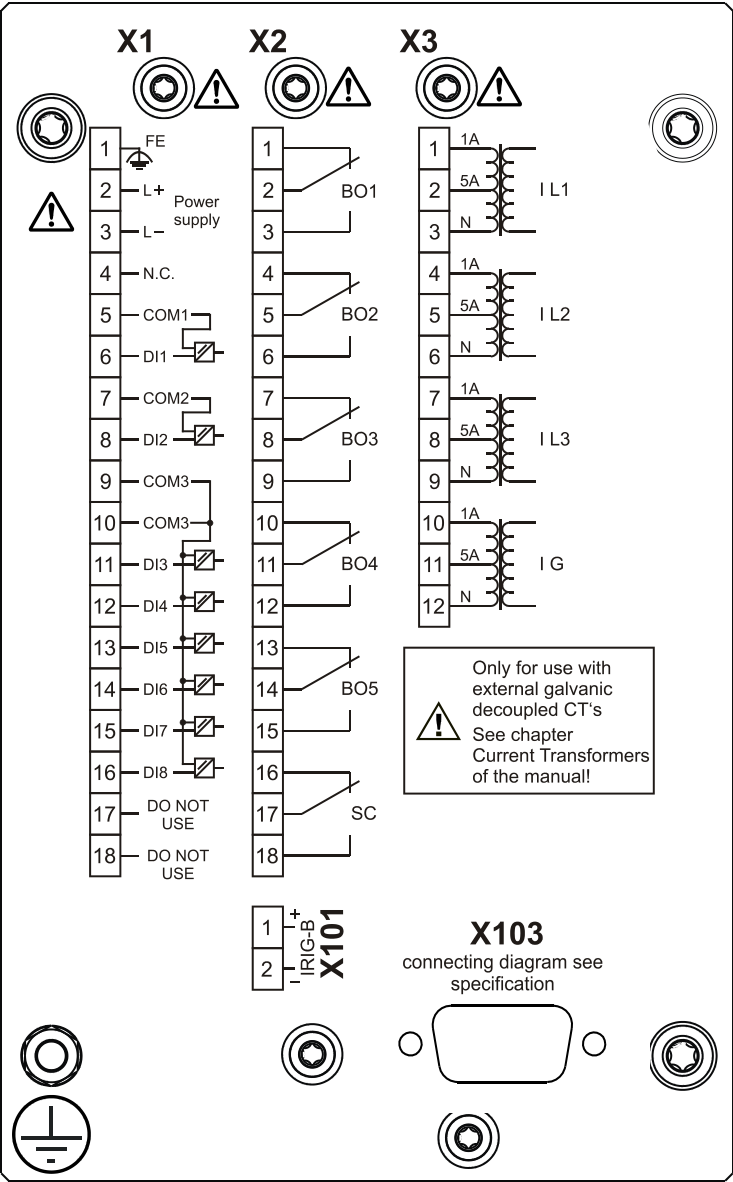 X1
1 FE
2 L+
Power
supply
3 L–
4 N.C.
5 COM1
6 DI1
7 COM2
8 DI2
9 COM3
10 COM3
11 DI3
12 DI4
13 DI5
14 DI6
15 DI7
16 DI8
17 DO NOT
USE
18 DO NOT
USE
X2
1
2 BO1
3
4
5 BO2
6
7
8 BO3
9
10
11 BO4
12
13
14 BO5
15
16
17 SC
18
X3
1 1A
2 5A I L1
3 N
4 1A
5 5A I L2
6 N
7 1A
8 5A I L3
9 N
10 1A
11 5A I G
12 N
Only for use with
external galvanic
decoupled CT‘s
See chapter
Current Transformers
of the manual!
1 +
2 –
IRIG-B
X101
X103
connecting diagram see
specification